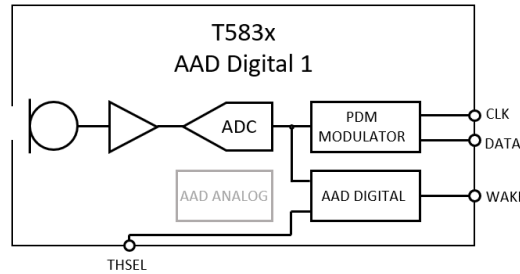 T583x
AAD Digital 1
ADC
PDM
MODULATOR
CLK
DATA
AAD ANALOG
AAD DIGITAL
WAKE
THSEL